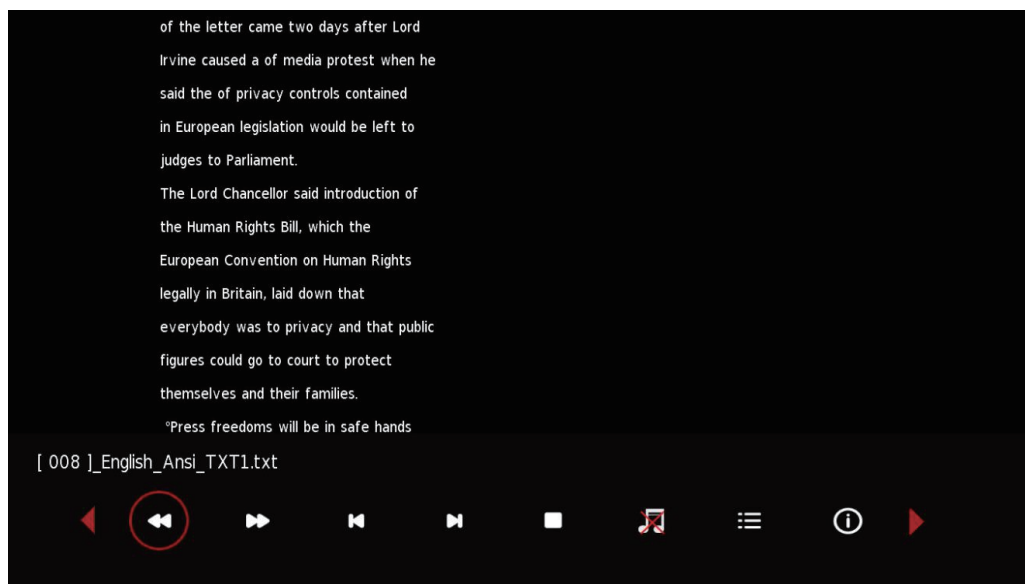 of the letter came two days after Lord
Irvine caused a of media protest when he
said the of privacy controls contained
in European legislation would be left to
judges to Parliament.
The Lord Chancellor said introduction of
the Human Rights Bill, which the
European Convention on Human Rights
legally in Britain, laid down that
everybody was to privacy and that public
figures could go to court to protect
themselves and their families.
°Press freedoms will be in safe hands
[ 008 ]_English_Ansi_TXT1.txt